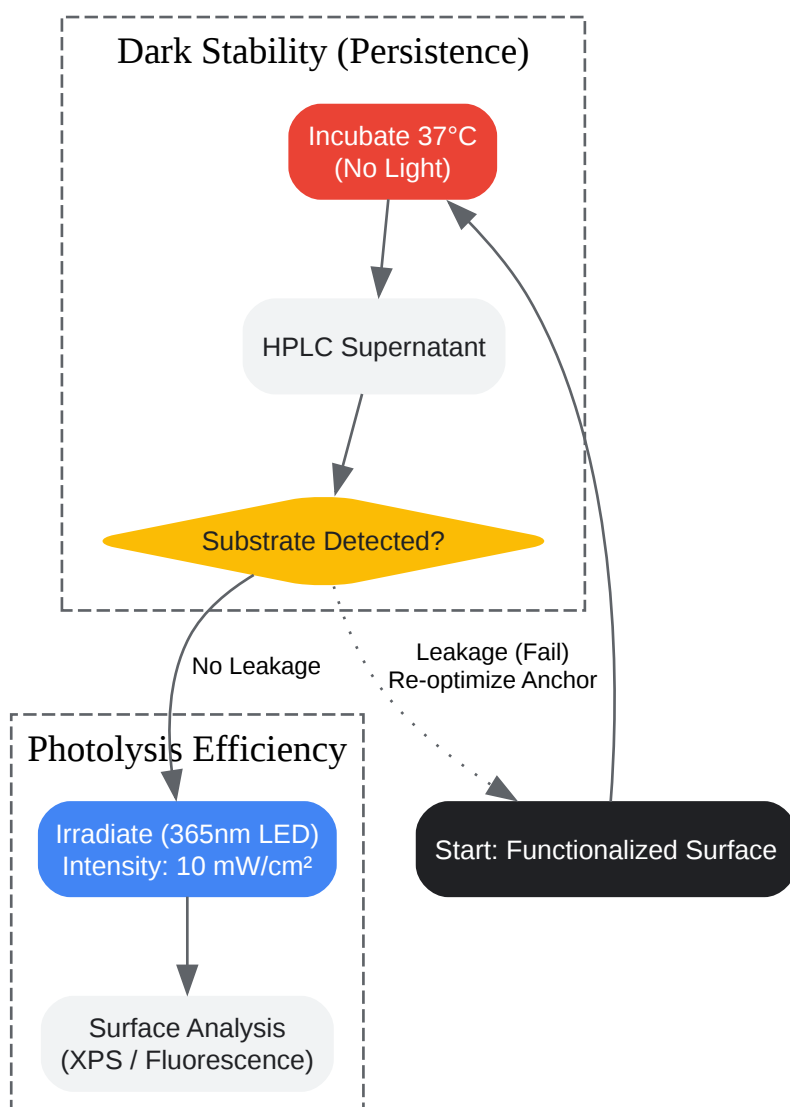 Dark Stability (Persistence)
Incubate 37°C
(No Light)
HPLC Supernatant
Substrate Detected?
No Leakage
Leakage (Fail)
Re-optimize Anchor
Photolysis Efficiency
Irradiate (365nm LED)
Intensity: 10 mW/cm²
Start: Functionalized Surface
Surface Analysis
(XPS / Fluorescence)